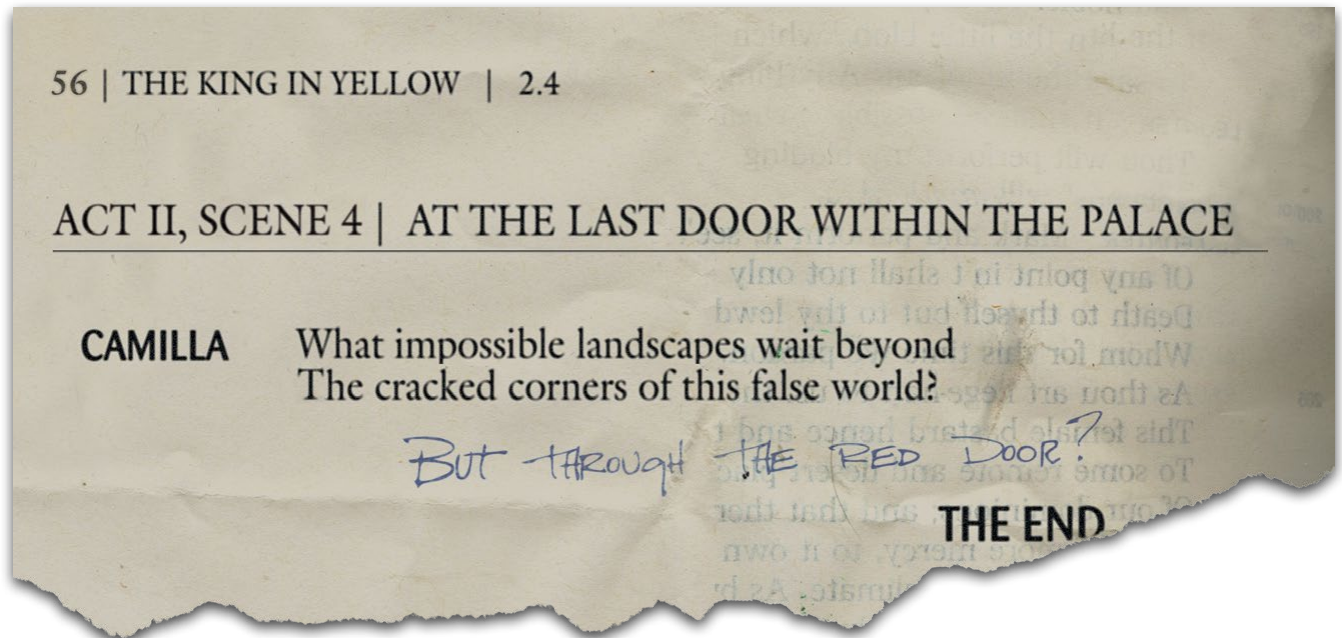 56 | THE KING IN YELLOW | 2.4
ACT II, SCENE 4 | AT THE LAST DOOR WITHIN THE PALACE
CAMILLA What impossible landscapes wait beyond
The cracked corners of this false world?
BUT THROUGH THE RED DOOR?
THE END